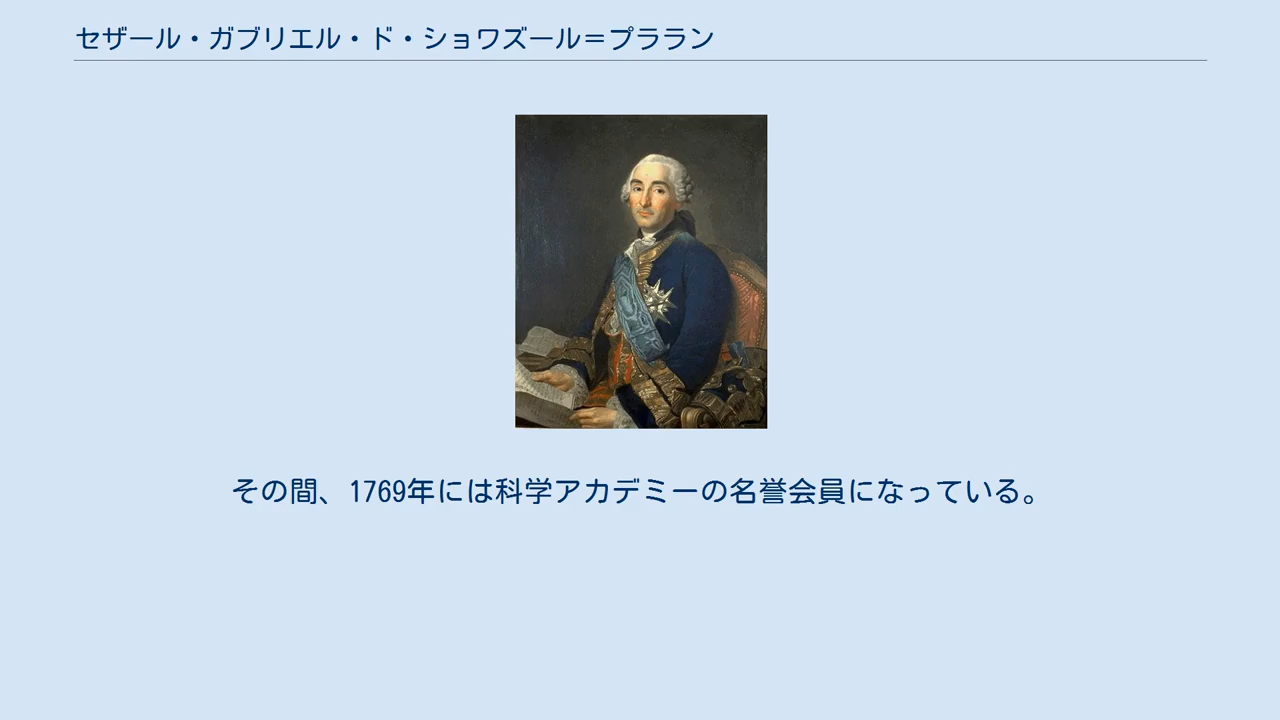 セザール・ガブリエル・ド・ショワズール＝プララン
その間、1769年には科学アカデミーの名誉会員になっている。